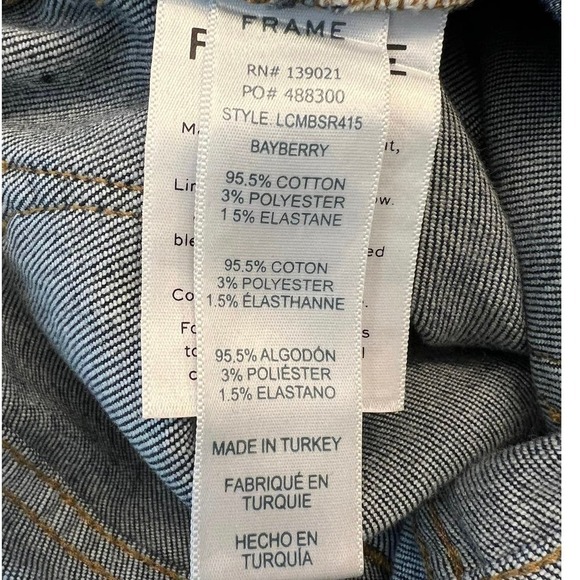 FRAME
RN# 139021
PO# 488300
STYLE. LCMBSR415
BAYBERRY
95.5% COTTON
3% POLYESTER
1 5% ELASTANE
95.5% COTON
3% POLYESTER
1.5% ÉLASTHANNE
95.5% ALGODÓN
3% POLIÉSTER
1.5% ELASTANO
MADE IN TURKEY
FABRIQUÉ EN
TURQUIE
HECHO EN
TURQUÍA